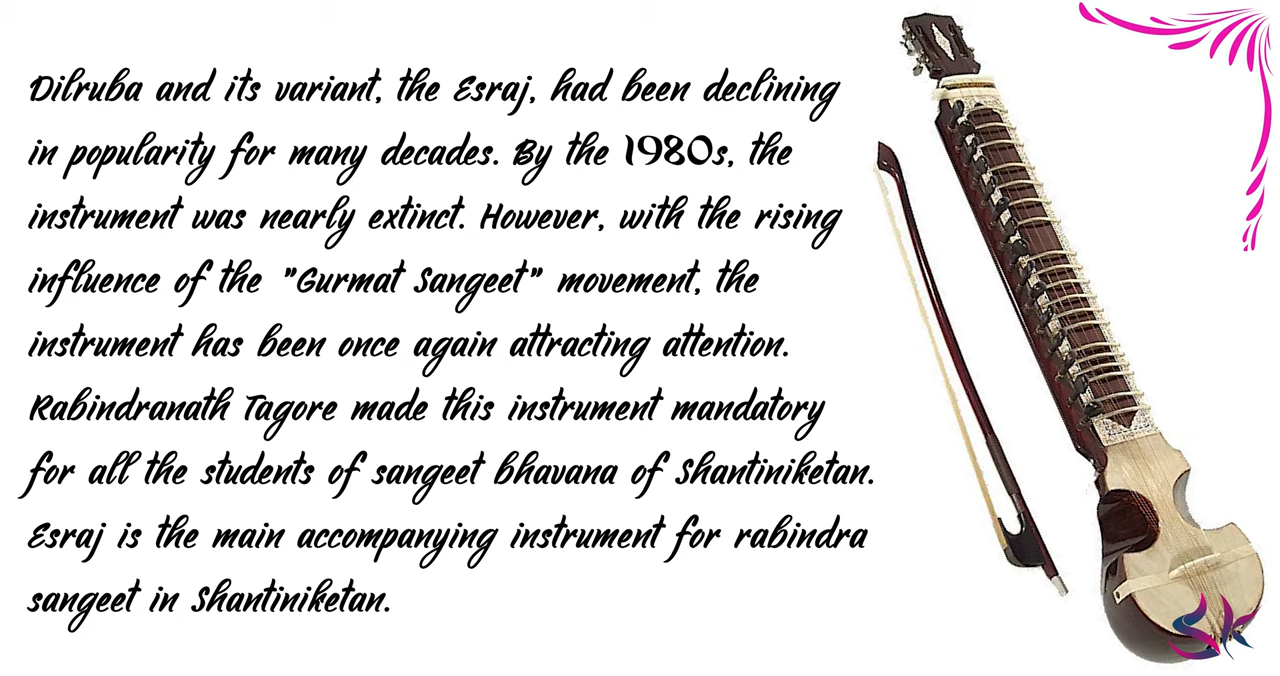 Dilruba and its variant, the Esraj, had been declining
in popularity for many decades. By the 1980s, the
instrument was nearly extinct. However, with the rising
influence of the "Gurmat Sangeet" movement, the
instrument has been once again attracting attention.
Rabindranath Tagore made this instrument mandatory
for all the students of sangeet bhavana of Shantiniketan.
Esraj is the main accompanying instrument for rabindra
sangeet in Shantiniketan.
SK